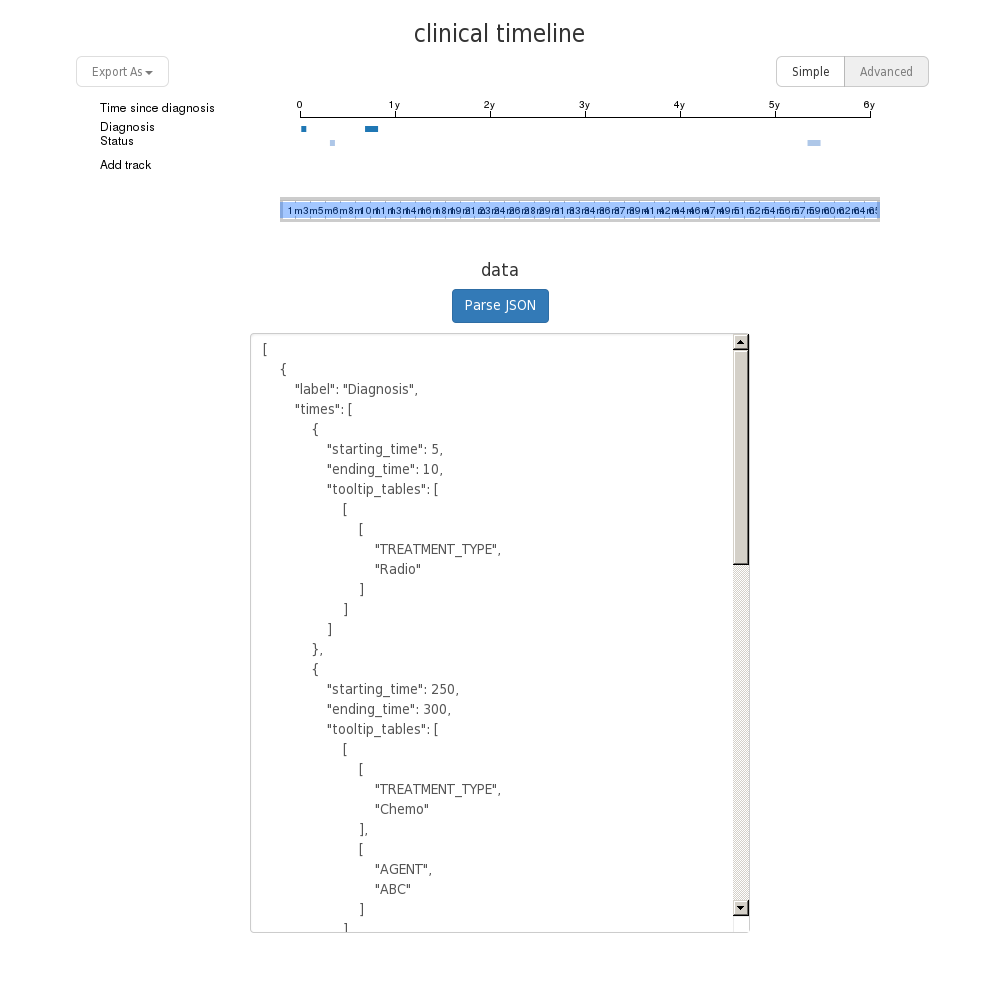 clinical timeline
Export As
Simple
Advanced
Time since diagnosis
0 1y 2y 3y 4y 5y 6y
Diagnosis
Status
Add track
data
Parse JSON
[
{
"label": "Diagnosis",
"times": [
{
"starting_time": 5,
"ending_time": 10,
"tooltip_tables": [
[
[
"TREATMENT_TYPE",
"Radio"
]
]
]
},
{
"starting_time": 250,
"ending_time": 300,
"tooltip_tables": [
[
[
"TREATMENT_TYPE",
"Chemo"
],
[
"AGENT",
"ABC"
]
]